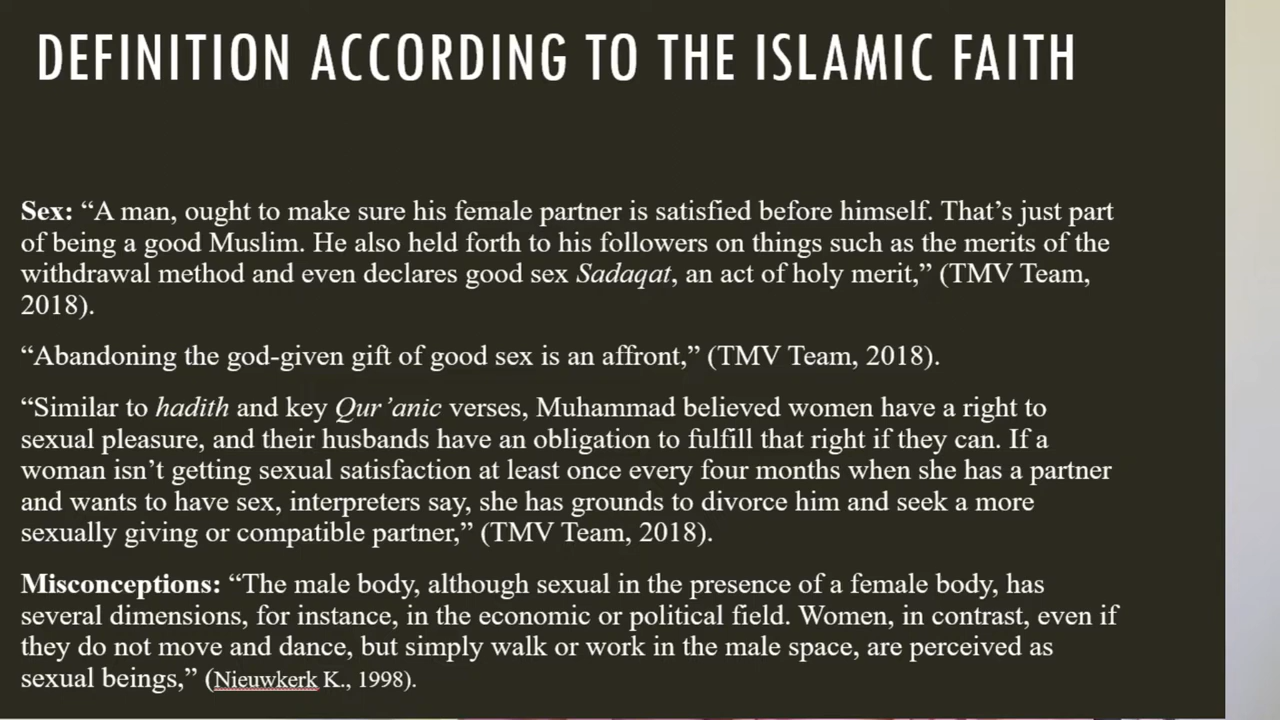 DEFINITION ACCORDING TO THE ISLAMIC FAITH
Sex: “A man, ought to make sure his female partner is satisfied before himself. That’s just part
of being a good Muslim. He also held forth to his followers on things such as the merits of the
withdrawal method and even declares good sex Sadaqat, an act of holy merit,” (TMV Team,
2018).
“Abandoning the god-given gift of good sex is an affront,” (TMV Team, 2018).
“Similar to hadith and key Qur’anic verses, Muhammad believed women have a right to
sexual pleasure, and their husbands have an obligation to fulfill that right if they can. If a
woman isn’t getting sexual satisfaction at least once every four months when she has a partner
and wants to have sex, interpreters say, she has grounds to divorce him and seek a more
sexually giving or compatible partner,” (TMV Team, 2018).
Misconceptions: “The male body, although sexual in the presence of a female body, has
several dimensions, for instance, in the economic or political field. Women, in contrast, even if
they do not move and dance, but simply walk or work in the male space, are perceived as
sexual beings,” (Nieuwkerk K., 1998).